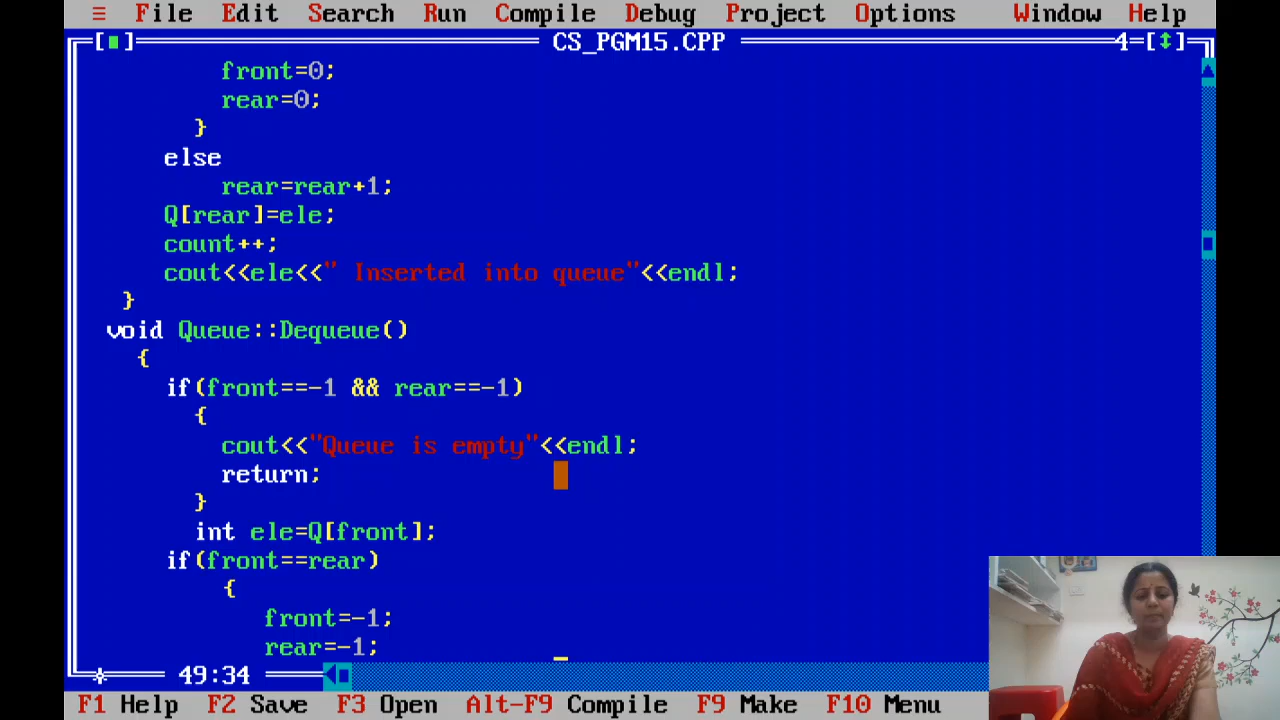 ≡ File Edit Search Run Compile Debug Project Options Window Help
[■] CS_PGM15.CPP 4=[↕]
front=0;
rear=0;
}
else
rear=rear+1;
Q[rear]=ele;
count++;
cout<<ele<<" Inserted into queue"<<endl;
}
void Queue::Dequeue()
{
if(front==-1 && rear==-1)
{
cout<<"Queue is empty"<<endl;
return;
}
int ele=Q[front];
if(front==rear)
{
front=-1;
rear=-1;
49:34
F1 Help F2 Save F3 Open Alt-F9 Compile F9 Make F10 Menu